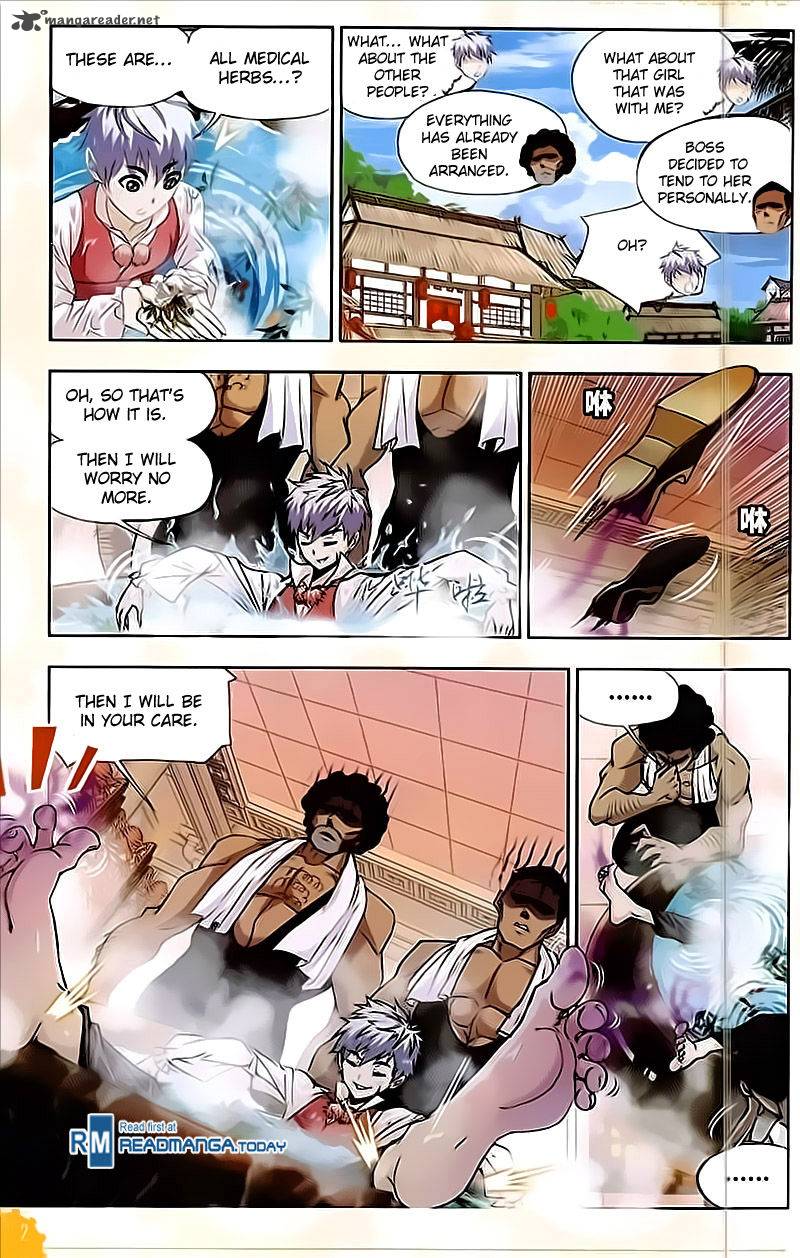 mangareader.net
THESE ARE...
ALL MEDICAL
HERBS...?
WHAT... WHAT
ABOUT THE
OTHER
PEOPLE?
WHAT ABOUT
THAT GIRL
THAT WAS
WITH ME?
EVERYTHING
HAS ALREADY
BEEN
ARRANGED.
BOSS
DECIDED TO
TEND TO HER
PERSONALLY.
OH?
OH, SO THAT'S
HOW IT IS.
THEN I WILL
WORRY NO
MORE.
哗啦
咻
咻
THEN I WILL BE
IN YOUR CARE.
!!
......
......
RM
Read first at
READMANGA.TODAY
2